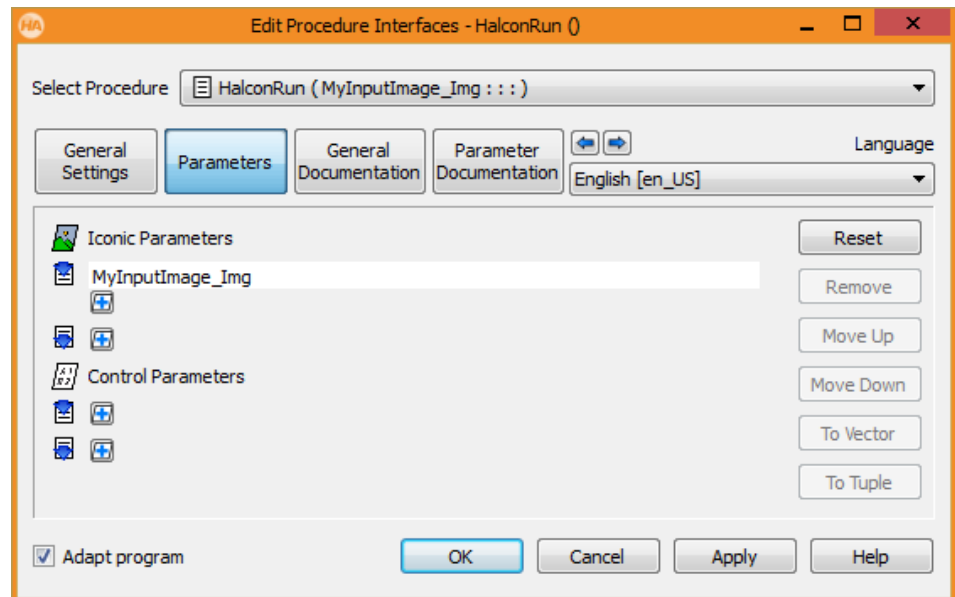 HA
Edit Procedure Interfaces - HalconRun ()
Select Procedure
HalconRun ( MyInputImage_Img : : : )
General
Settings
Parameters
General
Documentation
Parameter
Documentation
Language
English [en_US]
Iconic Parameters
MyInputImage_Img
Control Parameters
Reset
Remove
Move Up
Move Down
To Vector
To Tuple
Adapt program
OK
Cancel
Apply
Help